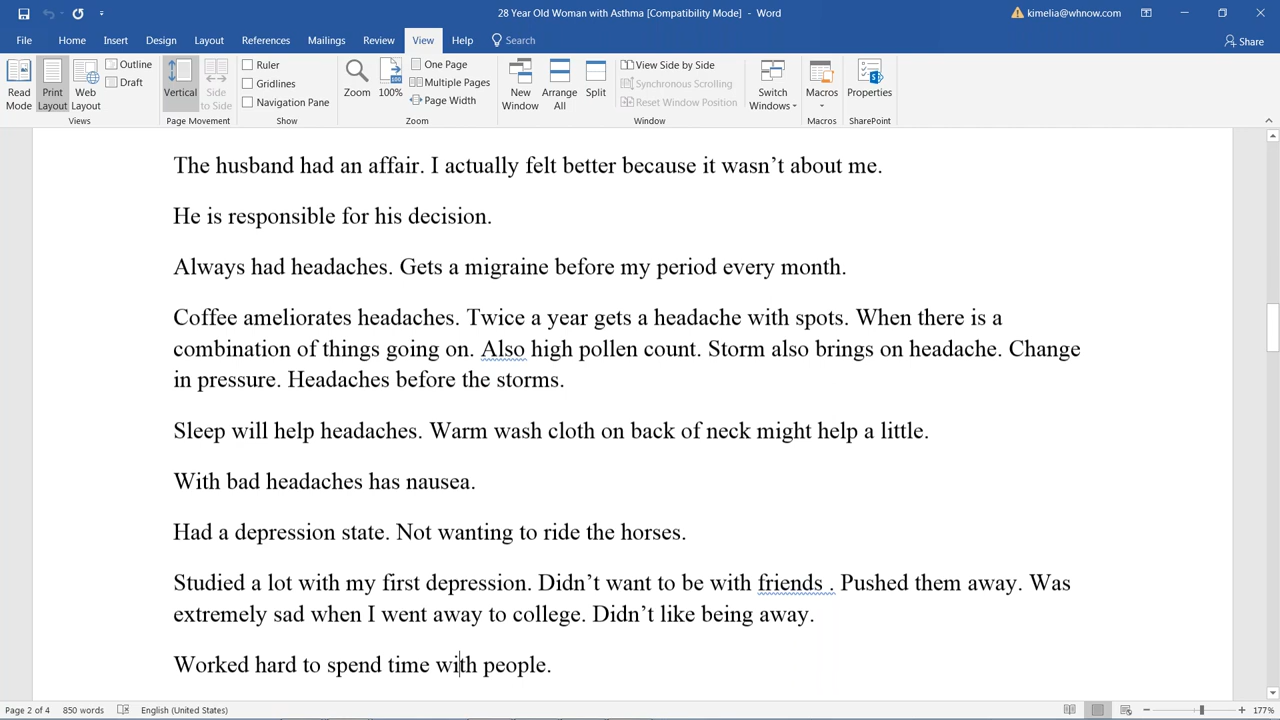 28 Year Old Woman with Asthma [Compatibility Mode] - Word
kimelia@whnow.com
File Home Insert Design Layout References Mailings Review View Help Search Share
Read Mode
Print Layout
Web Layout
Outline
Draft
Views
Vertical
Side to Side
Page Movement
Ruler
Gridlines
Navigation Pane
Show
Zoom
100%
One Page
Multiple Pages
Page Width
Zoom
New Window
Arrange All
Split
View Side by Side
Synchronous Scrolling
Reset Window Position
Window
Switch Windows
Macros
Macros
Properties
SharePoint
The husband had an affair. I actually felt better because it wasn’t about me.
He is responsible for his decision.
Always had headaches. Gets a migraine before my period every month.
Coffee ameliorates headaches. Twice a year gets a headache with spots. When there is a
combination of things going on. Also high pollen count. Storm also brings on headache. Change
in pressure. Headaches before the storms.
Sleep will help headaches. Warm wash cloth on back of neck might help a little.
With bad headaches has nausea.
Had a depression state. Not wanting to ride the horses.
Studied a lot with my first depression. Didn’t want to be with friends . Pushed them away. Was
extremely sad when I went away to college. Didn’t like being away.
Worked hard to spend time with people.
Page 2 of 4 850 words English (United States) 177%